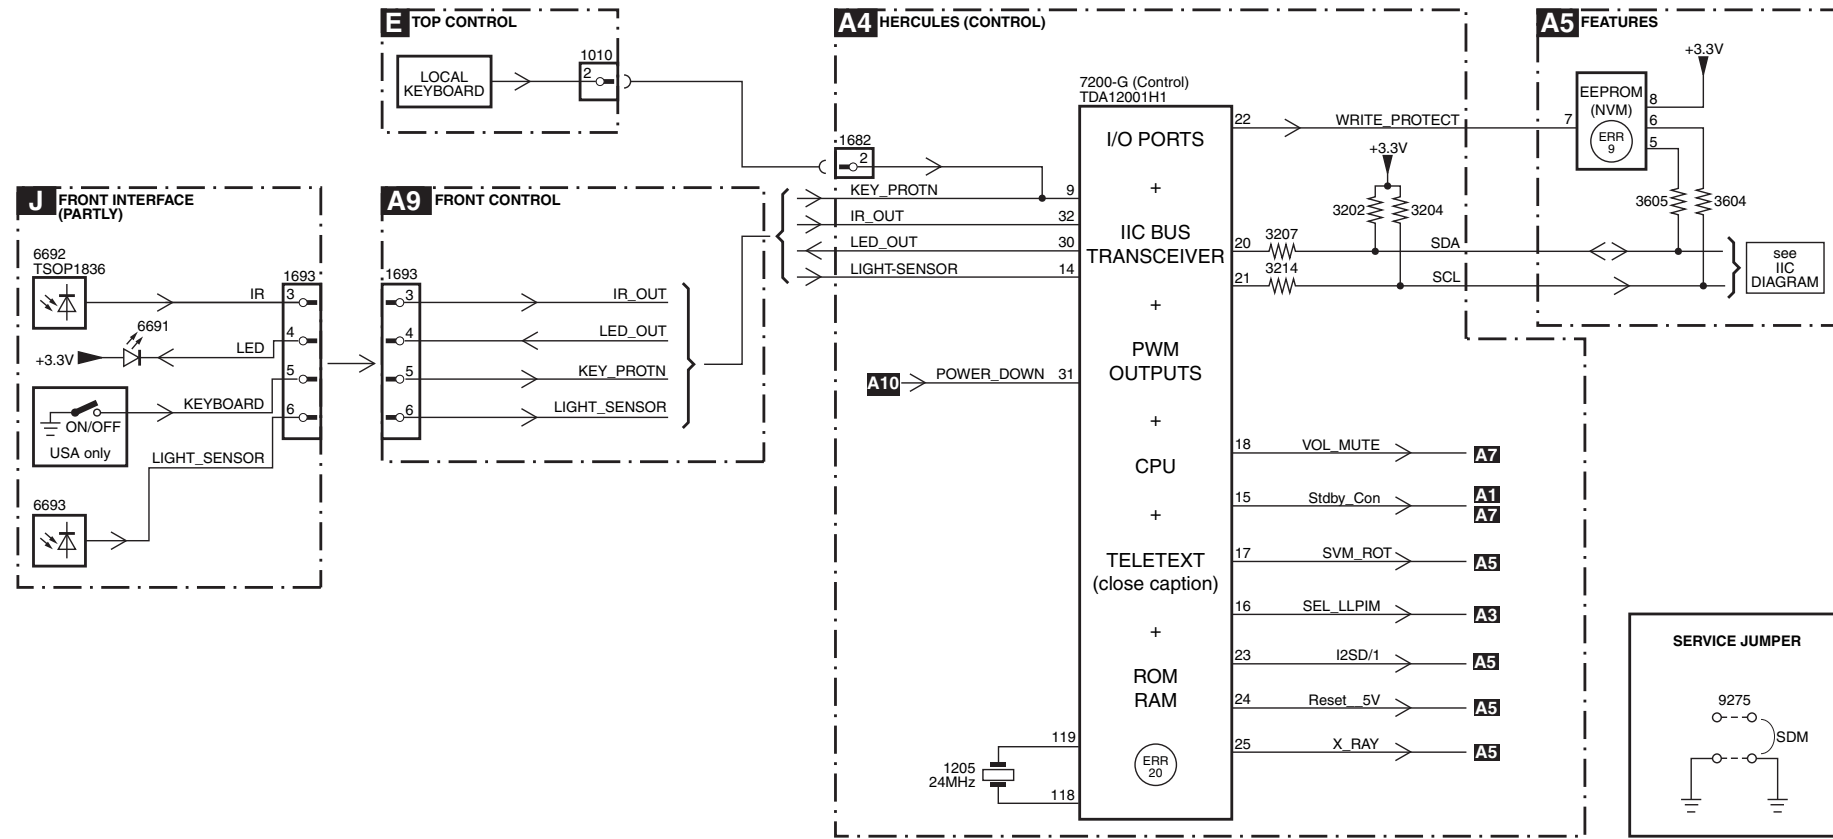 E TOP CONTROL
LOCAL
KEYBOARD
1010
2
J FRONT INTERFACE
(PARTLY)
6692
TSOP1836
IR
6691
+3.3V
LED
KEYBOARD
ON/OFF
USA only
LIGHT_SENSOR
6693
1693
3
4
5
6
A9 FRONT CONTROL
1693
3
4
5
6
IR_OUT
LED_OUT
KEY_PROTN
LIGHT_SENSOR
A4 HERCULES (CONTROL)
1682
2
KEY_PROTN 9
IR_OUT 32
LED_OUT 30
LIGHT-SENSOR 14
A10 POWER_DOWN 31
119
1205
24MHz
118
7200-G (Control)
TDA12001H1
I/O PORTS
+
IIC BUS
TRANSCEIVER
+
PWM
OUTPUTS
+
CPU
+
TELETEXT
(close caption)
+
ROM
RAM
ERR
20
22 WRITE_PROTECT
+3.3V
3202 3204
20 3207 SDA
21 3214 SCL
18 VOL_MUTE A7
15 Stdby_Con A1
A7
17 SVM_ROT A5
16 SEL_LLPIM A3
23 I2SD/1 A5
24 Reset__5V A5
25 X_RAY A5
A5 FEATURES
+3.3V
EEPROM
(NVM)
ERR
9
7
8
6
5
3605 3604
see
IIC
DIAGRAM
SERVICE JUMPER
9275
SDM